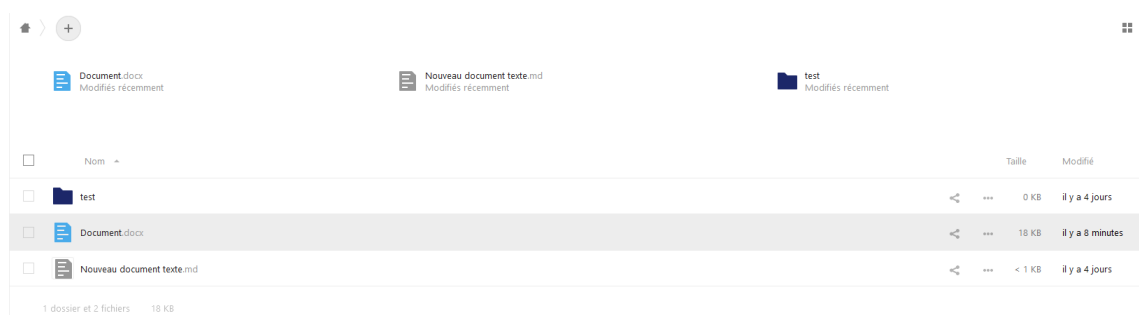 Document.docx
Modifiés récemment
Nouveau document texte.md
Modifiés récemment
test
Modifiés récemment
Nom Taille Modifié
test 0 KB il y a 4 jours
Document.docx 18 KB il y a 8 minutes
Nouveau document texte.md < 1 KB il y a 4 jours
1 dossier et 2 fichiers 18 KB